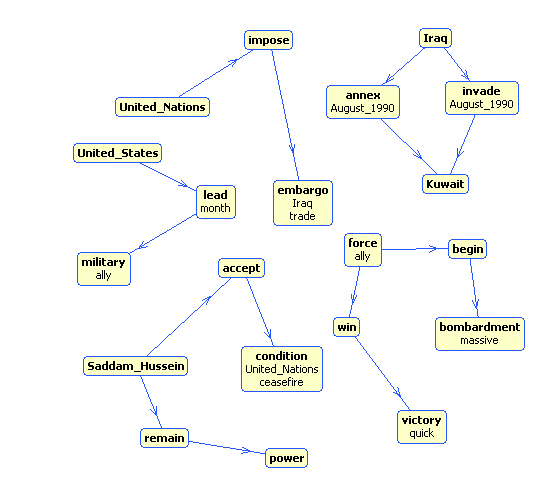 impose
Iraq
United_Nations
annex
August_1990
invade
August_1990
United_States
lead
month
embargo
Iraq
trade
Kuwait
military
ally
accept
force
ally
begin
win
bombardment
massive
Saddam_Hussein
condition
United_Nations
ceasefire
remain
power
victory
quick